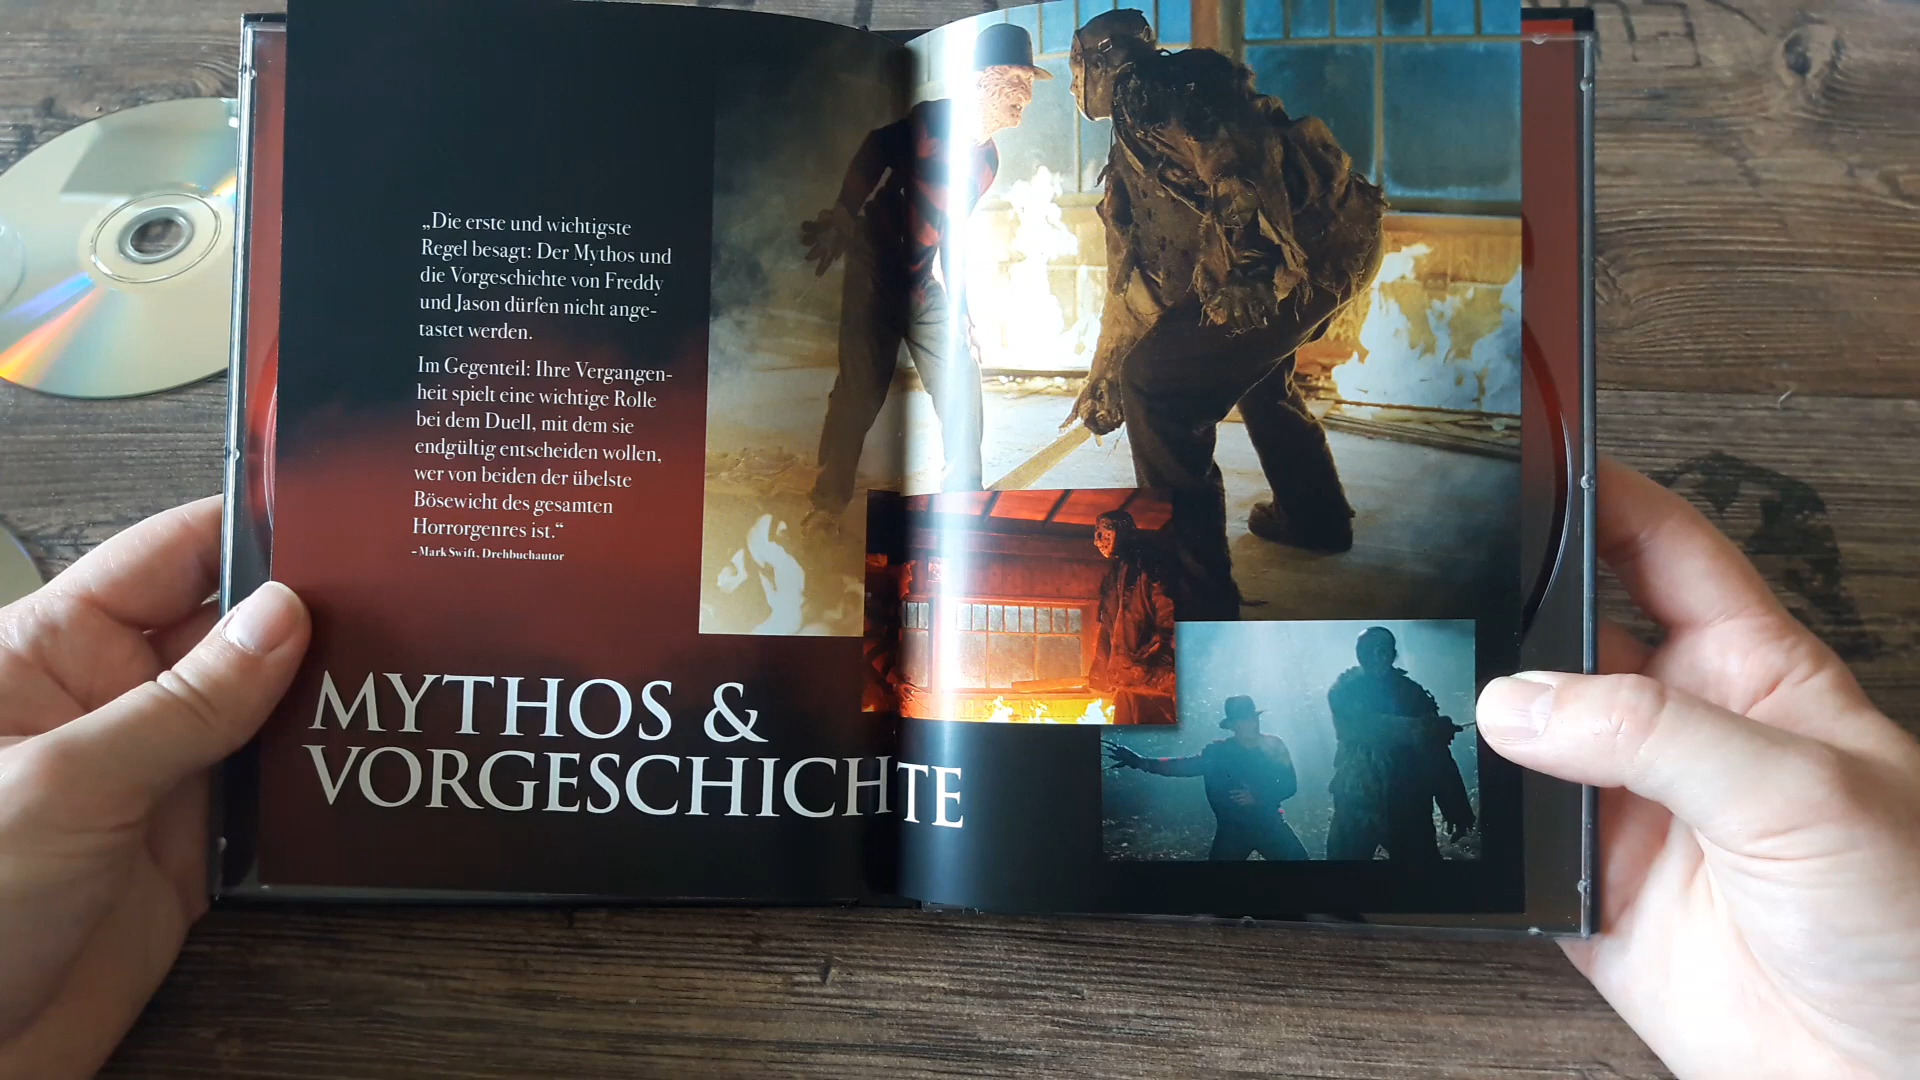 „Die erste und wichtigste
Regel besagt: Der Mythos und
die Vorgeschichte von Freddy
und Jason dürfen nicht ange-
tastet werden.
Im Gegenteil: Ihre Vergangen-
heit spielt eine wichtige Rolle
bei dem Duell, mit dem sie
endgültig entscheiden wollen,
wer von beiden der übelste
Bösewicht des gesamten
Horrorgenres ist.“
– Mark Swift, Drehbuchautor
MYTHOS &
VORGESCHICHTE